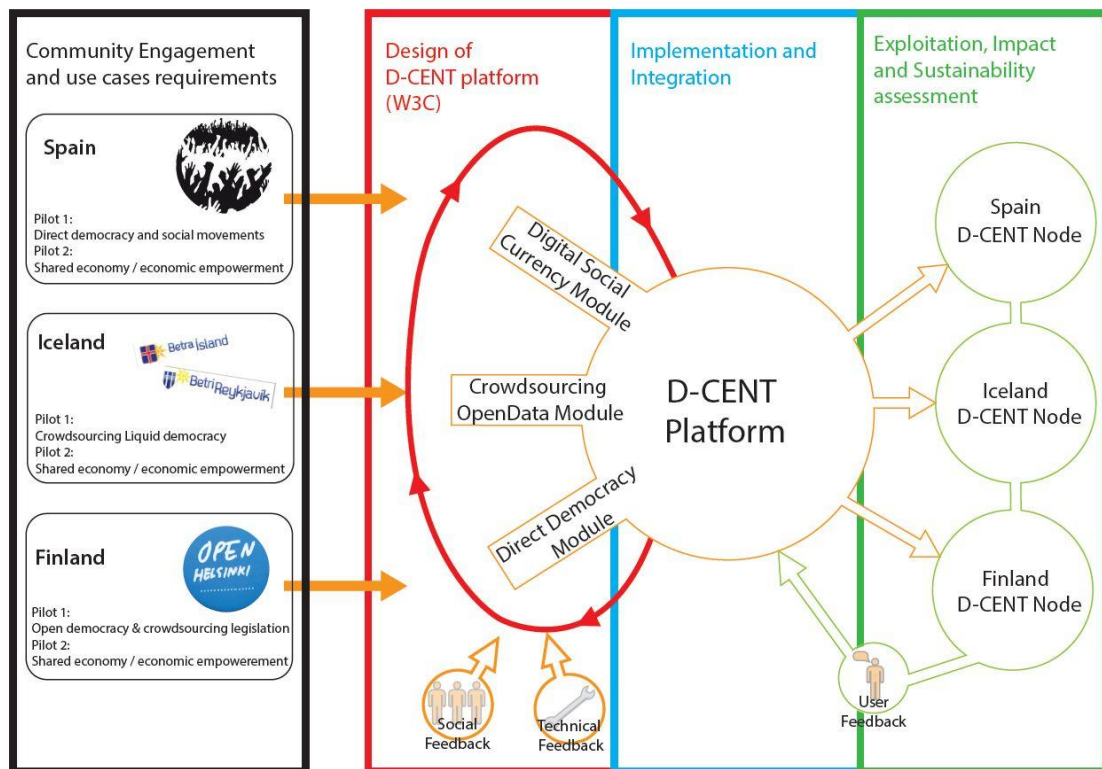 Community Engagement
and use cases requirements
Spain
Pilot 1:
Direct democracy and social movements
Pilot 2:
Shared economy / economic empowerment
Iceland
Betra Ísland
Betri Reykjavík
Pilot 1:
Crowdsourcing Liquid democracy
Pilot 2:
Shared economy / economic empowerment
Finland
OPEN
HELSINKI
Pilot 1:
Open democracy & crowdsourcing legislation
Pilot 2:
Shared economy / economic empowerement
Design of
D-CENT platform
(W3C)
Digital Social
Currency Module
Crowdsourcing
OpenData Module
Direct Democracy
Module
Social
Feedback
Technical
Feedback
Implementation and
Integration
D-CENT
Platform
Exploitation, Impact
and Sustainability
assessment
Spain
D-CENT Node
Iceland
D-CENT Node
Finland
D-CENT Node
User
Feedback